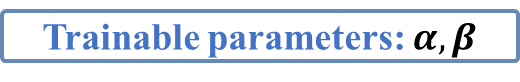 Trainable parameters: α, β